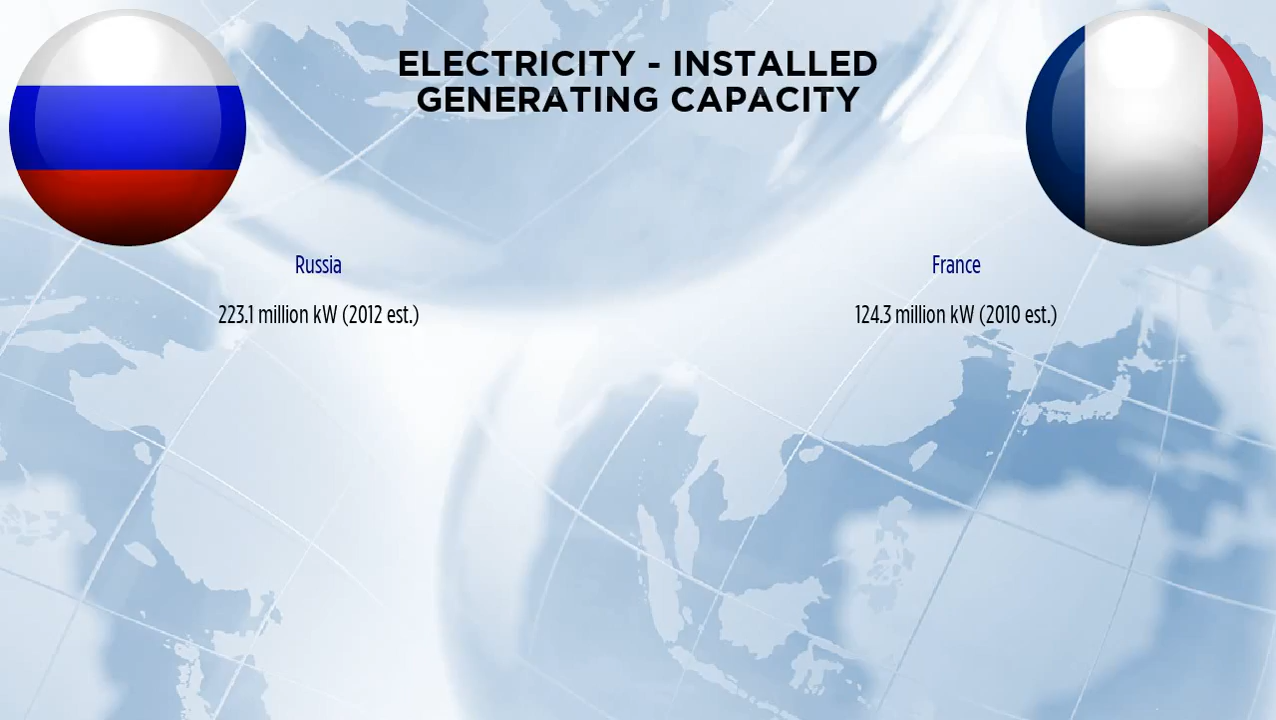 ELECTRICITY - INSTALLED
GENERATING CAPACITY
Russia
France
223.1 million kW (2012 est.)
124.3 million kW (2010 est.)